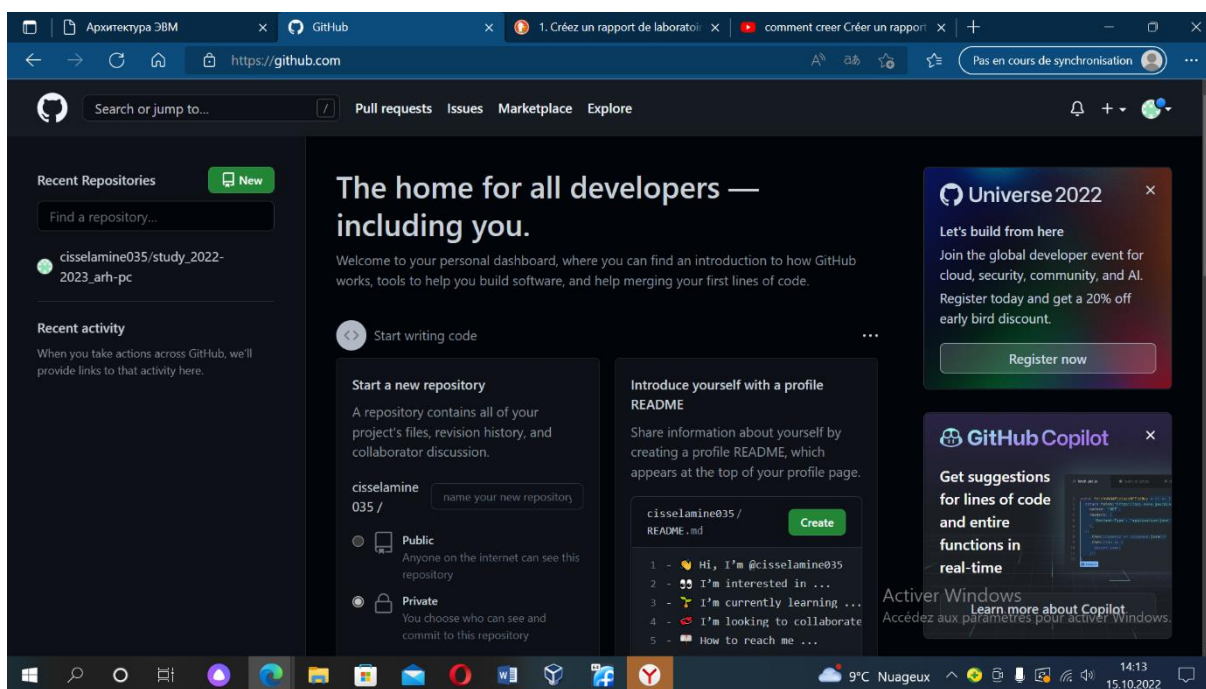 Архитектура ЭВМ
GitHub
1. Créez un rapport de laboratoir
comment creer Créer un rapport
https://github.com
Pas en cours de synchronisation
Search or jump to...
/
Pull requests Issues Marketplace Explore
Recent Repositories
New
Find a repository...
cisselamine035/study_2022-
2023_arh-pc
Recent activity
When you take actions across GitHub, we'll
provide links to that activity here.
The home for all developers —
including you.
Welcome to your personal dashboard, where you can find an introduction to how GitHub
works, tools to help you build software, and help merging your first lines of code.
Start writing code
Start a new repository
A repository contains all of your
project's files, revision history, and
collaborator discussion.
cisselamine
035 /
name your new repository
Public
Anyone on the internet can see this
repository
Private
You choose who can see and
commit to this repository
Introduce yourself with a profile
README
Share information about yourself by
creating a profile README, which
appears at the top of your profile page.
cisselamine035/
README.md
Create
1 - 👋 Hi, I'm @cisselamine035
2 - 👀 I'm interested in ...
3 - 🌱 I'm currently learning ...
4 - 💞️ I'm looking to collaborate
5 - 📫 How to reach me ...
Universe 2022
Let's build from here
Join the global developer event for
cloud, security, community, and AI.
Register today and get a 20% off
early bird discount.
Register now
GitHub Copilot
Get suggestions
for lines of code
and entire
functions in
real-time
Learn more about Copilot
Activer Windows
Accédez aux paramètres pour activer Windows.
9°C Nuageux
14:13
15.10.2022